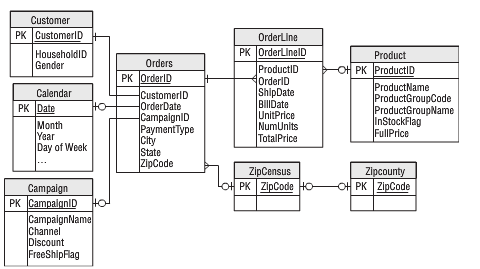 Customer
PK CustomerID
HouseholdID
Gender
Calendar
PK Date
Month
Year
Day of Week
...
Campaign
PK CampaignID
CampaignName
Channel
Discount
FreeShipFlag
Orders
PK OrderID
CustomerID
OrderDate
CampaignID
PaymentType
City
State
ZipCode
OrderLine
PK OrderLineID
ProductID
OrderID
ShipDate
BillDate
UnitPrice
NumUnits
TotalPrice
Product
PK ProductID
ProductName
ProductGroupCode
ProductGroupName
InStockFlag
FullPrice
ZipCensus
PK ZipCode
Zipcounty
PK ZipCode